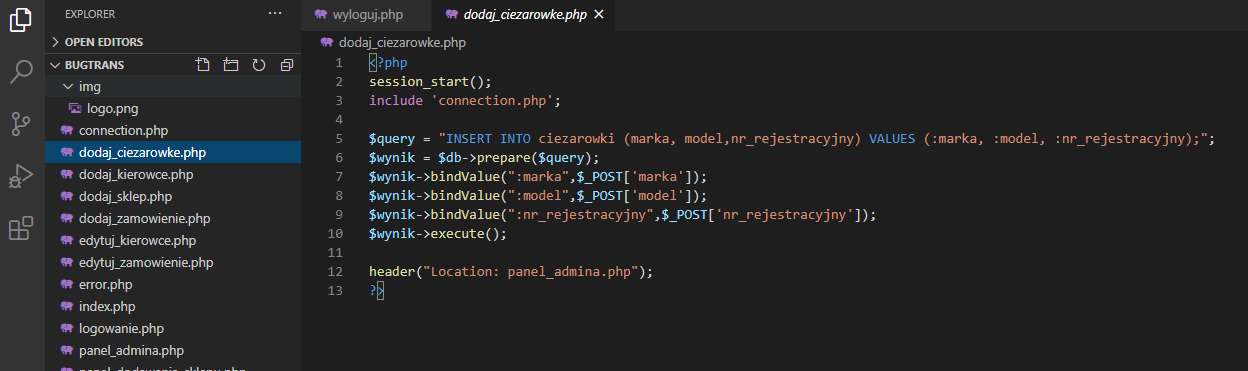 EXPLORER
···
OPEN EDITORS
BUGTRANS
img
logo.png
connection.php
dodaj_ciezarowke.php
dodaj_kierowce.php
dodaj_sklep.php
dodaj_zamowienie.php
edytuj_kierowce.php
edytuj_zamowienie.php
error.php
index.php
logowanie.php
panel_admina.php
wyloguj.php
dodaj_ciezarowke.php
dodaj_ciezarowke.php
1 <?php
2 session_start();
3 include 'connection.php';
4
5 $query = "INSERT INTO ciezarowki (marka, model,nr_rejestracyjny) VALUES (:marka, :model, :nr_rejestracyjny);";
6 $wynik = $db->prepare($query);
7 $wynik->bindValue(":marka",$_POST['marka']);
8 $wynik->bindValue(":model",$_POST['model']);
9 $wynik->bindValue(":nr_rejestracyjny",$_POST['nr_rejestracyjny']);
10 $wynik->execute();
11
12 header("Location: panel_admina.php");
13 ?>